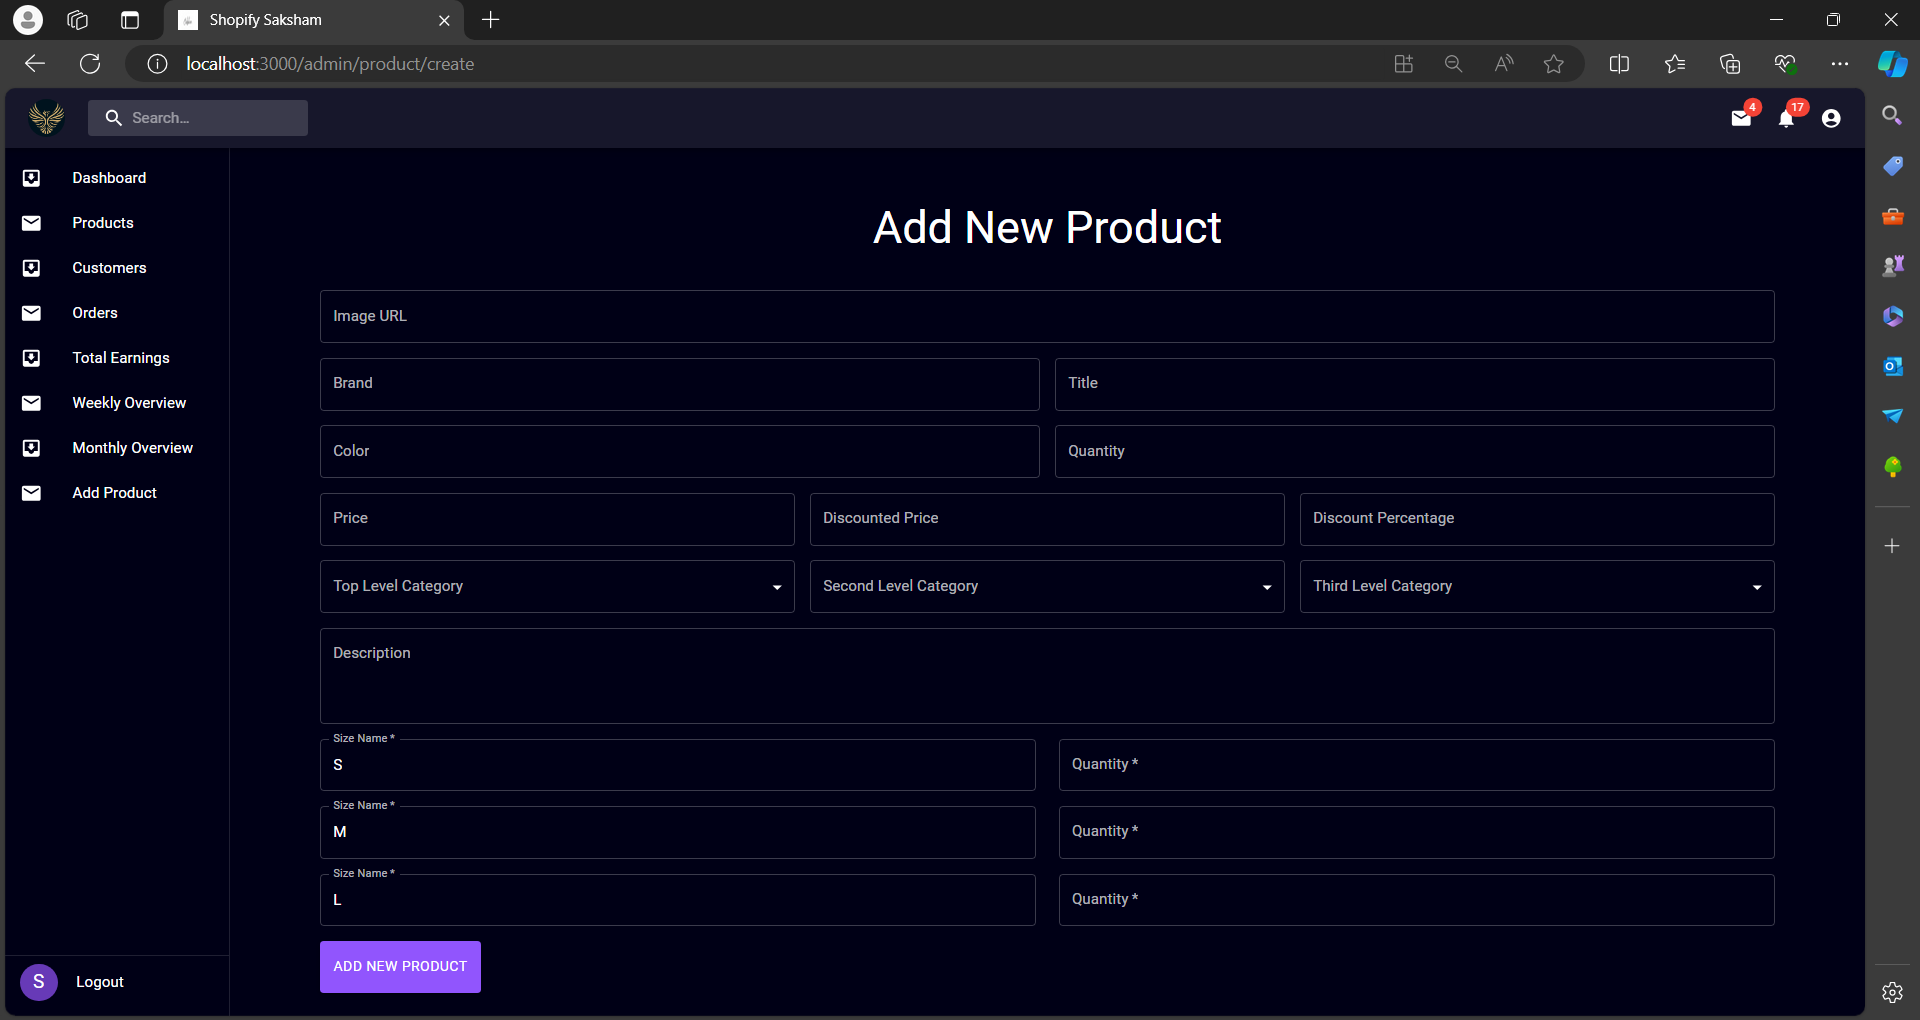 Shopify Saksham
localhost:3000/admin/product/create
Search...
4
17
Dashboard
Products
Customers
Orders
Total Earnings
Weekly Overview
Monthly Overview
Add Product
S
Logout
Add New Product
Image URL
Brand
Title
Color
Quantity
Price
Discounted Price
Discount Percentage
Top Level Category
Second Level Category
Third Level Category
Description
Size Name *
S
Quantity *
Size Name *
M
Quantity *
Size Name *
L
Quantity *
ADD NEW PRODUCT